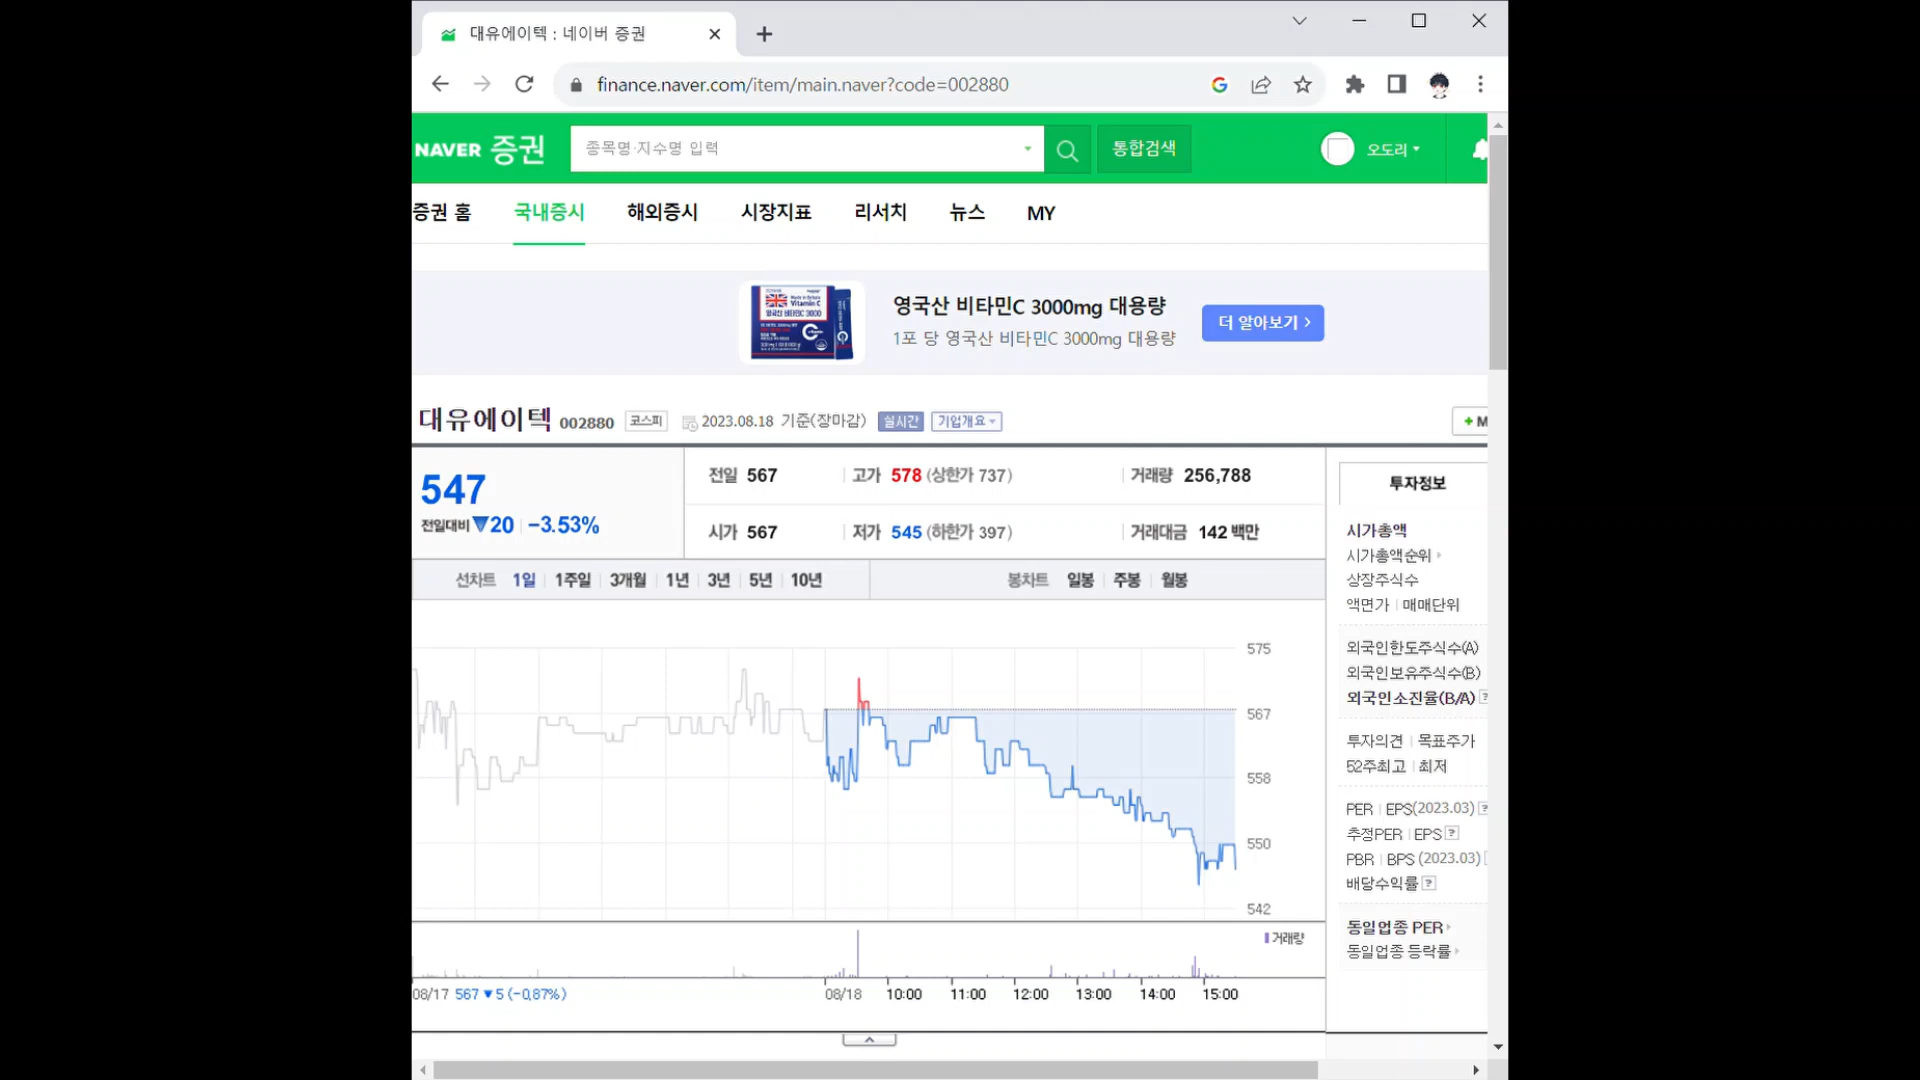 대유에이텍 : 네이버 증권
finance.naver.com/item/main.naver?code=002880
NAVER 증권
종목명·지수명 입력
통합검색
오도리
증권 홈 국내증시 해외증시 시장지표 리서치 뉴스 MY
영국산 비타민C 3000mg 대용량
1포 당 영국산 비타민C 3000mg 대용량
더 알아보기 >
대유에이텍 002880 코스피 2023.08.18 기준(장마감) 실시간 기업개요
+ M
547
전일대비 ▼20 -3.53%
전일 567 고가 578 (상한가 737) 거래량 256,788
시가 567 저가 545 (하한가 397) 거래대금 142 백만
선차트 1일 1주일 3개월 1년 3년 5년 10년
봉차트 일봉 주봉 월봉
575
567
558
550
542
거래량
08/17 567 ▼5 (-0.87%)
08/18 10:00 11:00 12:00 13:00 14:00 15:00
투자정보
시가총액
시가총액순위
상장주식수
액면가 | 매매단위
외국인한도주식수(A)
외국인보유주식수(B)
외국인소진율(B/A) ?
투자의견 | 목표주가
52주최고 | 최저
PER | EPS(2023.03) ?
추정PER | EPS ?
PBR | BPS (2023.03)
배당수익률 ?
동일업종 PER
동일업종 등락률